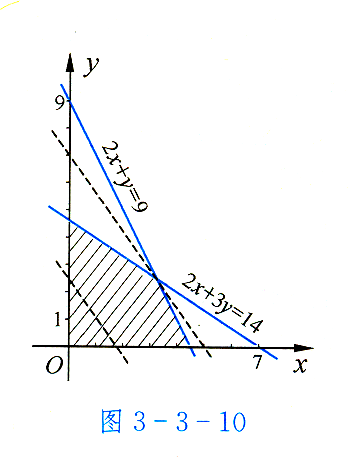 y
9
2x+y=9
2x+3y=14
1
O
7
x
图 3-3-10